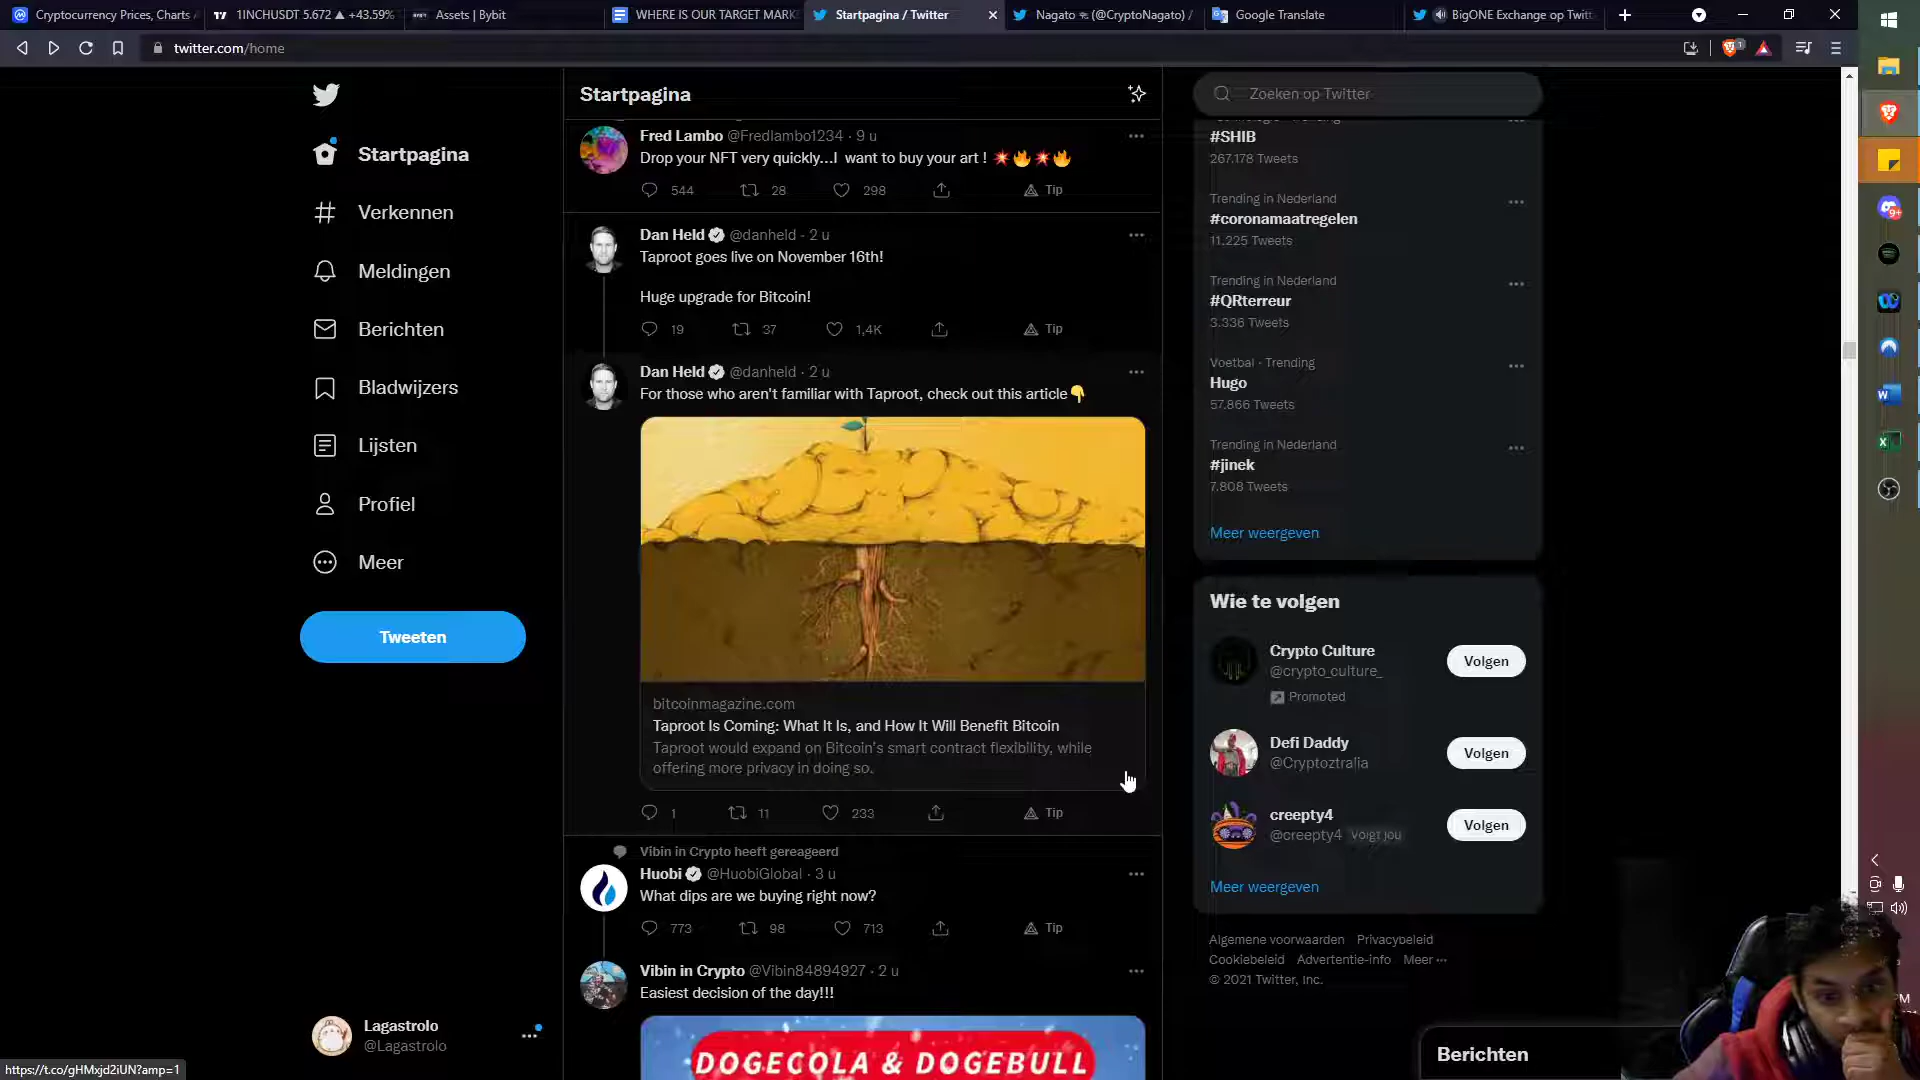 Cryptocurrency Prices, Charts
1INCHUSDT 5.672 ▲ +43.59%
Assets | Bybit
WHERE IS OUR TARGET MARK
Startpagina / Twitter
Nagato (@CryptoNagato) /
Google Translate
BigONE Exchange op Twitt
twitter.com/home
Startpagina
Verkennen
Meldingen
Berichten
Bladwijzers
Lijsten
Profiel
Meer
Tweeten
Lagastrolo
@Lagastrolo
https://t.co/gHMxjd2iUN?amp=1
Startpagina
Fred Lambo @Fredlambo1234 · 9 u
Drop your NFT very quickly...I want to buy your art ! 💥🔥💥🔥
544 28 298 Tip
Dan Held @danheld · 2 u
Taproot goes live on November 16th!
Huge upgrade for Bitcoin!
19 37 1,4K Tip
Dan Held @danheld · 2 u
For those who aren't familiar with Taproot, check out this article👇
bitcoinmagazine.com
Taproot Is Coming: What It Is, and How It Will Benefit Bitcoin
Taproot would expand on Bitcoin's smart contract flexibility, while
offering more privacy in doing so.
1 11 233 Tip
Vibin in Crypto heeft gereageerd
Huobi @HuobiGlobal · 3 u
What dips are we buying right now?
773 98 713 Tip
Vibin in Crypto @Vibin84894927 · 2 u
Easiest decision of the day!!!
DOGECOLA & DOGEBULL
Zoeken op Twitter
#SHIB
267.178 Tweets
Trending in Nederland
#coronamaatregelen
11.225 Tweets
Trending in Nederland
#QRterreur
3.336 Tweets
Voetbal · Trending
Hugo
57.866 Tweets
Trending in Nederland
#jinek
7.808 Tweets
Meer weergeven
Wie te volgen
Crypto Culture
@crypto_culture_
Promoted
Volgen
Defi Daddy
@Cryptoztralia
Volgen
creepty4
@creepty4 Volgt jou
Volgen
Meer weergeven
Algemene voorwaarden Privacybeleid
Cookiebeleid Advertentie-info Meer ···
© 2021 Twitter, Inc.
Berichten
9+